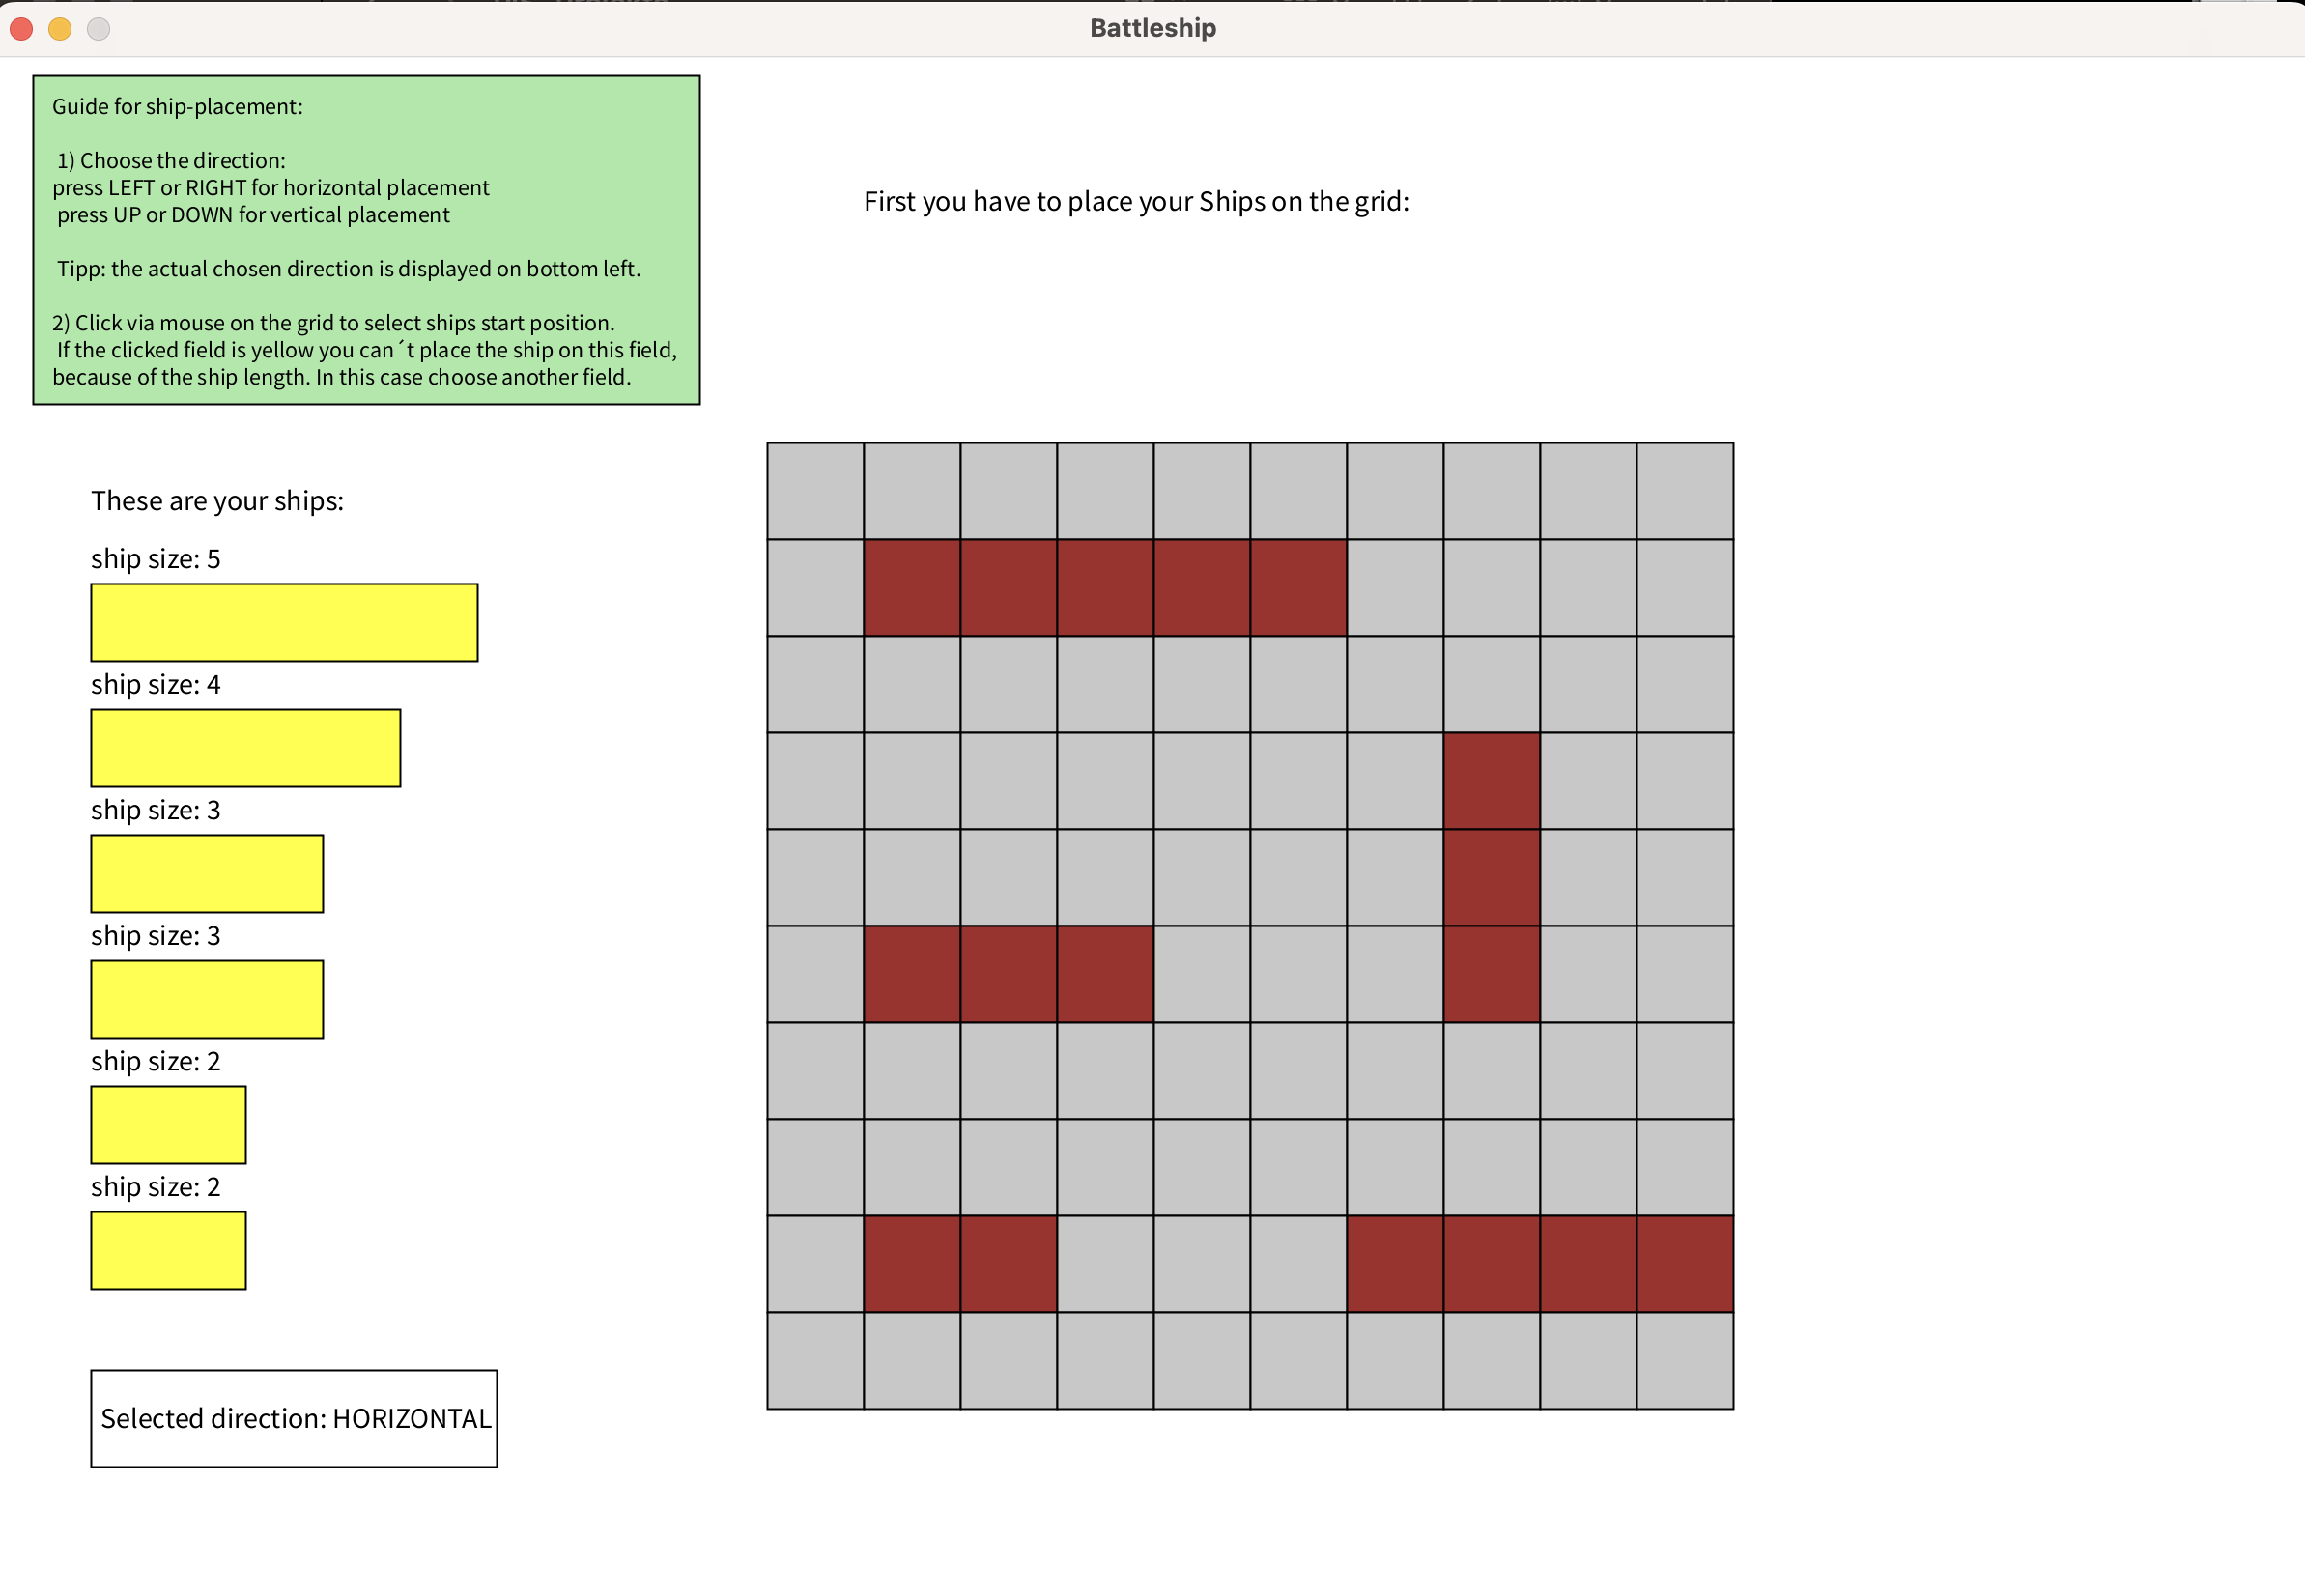 Battleship
Guide for ship-placement:
1) Choose the direction:
press LEFT or RIGHT for horizontal placement
press UP or DOWN for vertical placement
Tipp: the actual chosen direction is displayed on bottom left.
2) Click via mouse on the grid to select ships start position.
If the clicked field is yellow you can´t place the ship on this field,
because of the ship length. In this case choose another field.
First you have to place your Ships on the grid:
These are your ships:
ship size: 5
ship size: 4
ship size: 3
ship size: 3
ship size: 2
ship size: 2
Selected direction: HORIZONTAL